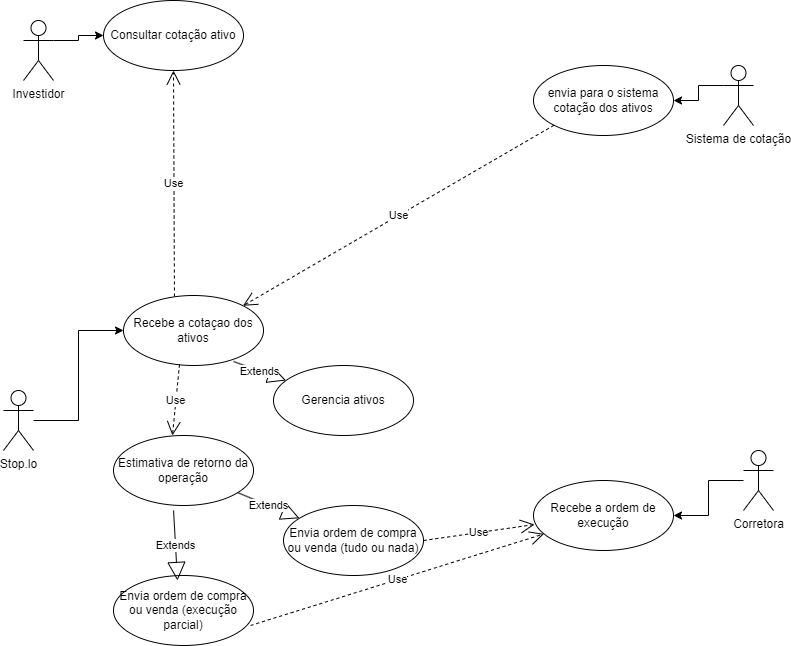 Consultar cotação ativo
Investidor
envia para o sistema
cotação dos ativos
Sistema de cotação
Use
Use
Recebe a cotaçao dos
ativos
Extends
Gerencia ativos
Use
Stop.Io
Estimativa de retorno da
operação
Extends
Envia ordem de compra
ou venda (tudo ou nada)
Use
Recebe a ordem de
execução
Corretora
Extends
Use
Envia ordem de compra
ou venda (execução
parcial)